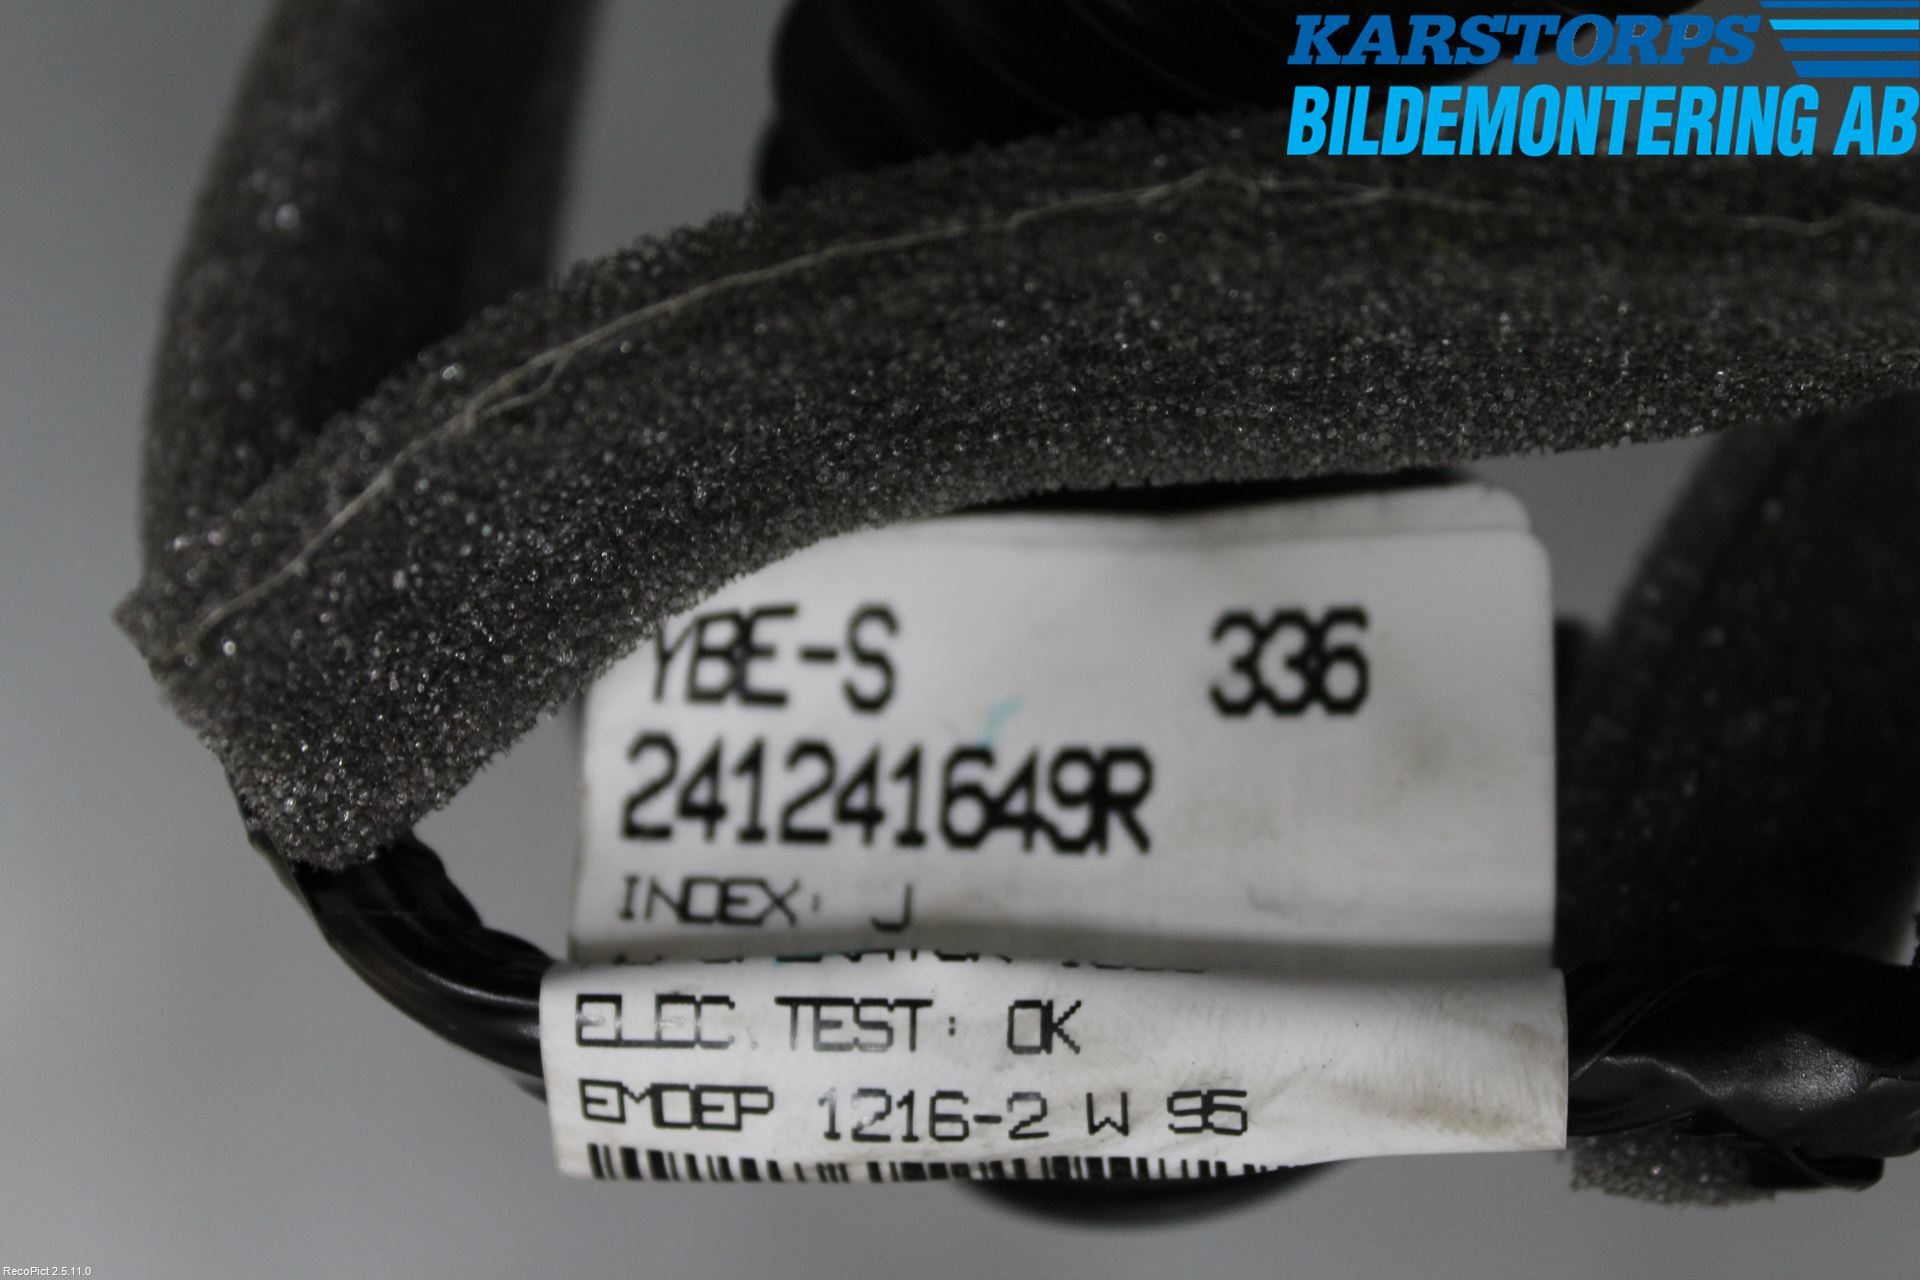 KARSTORPS
BILDEMONTERING AB
YBE-S 336
241241649R
INDEX: J
ELEC. TEST: OK
EMDEP 1216-2 W 95
RecoPict 2.5.11.0